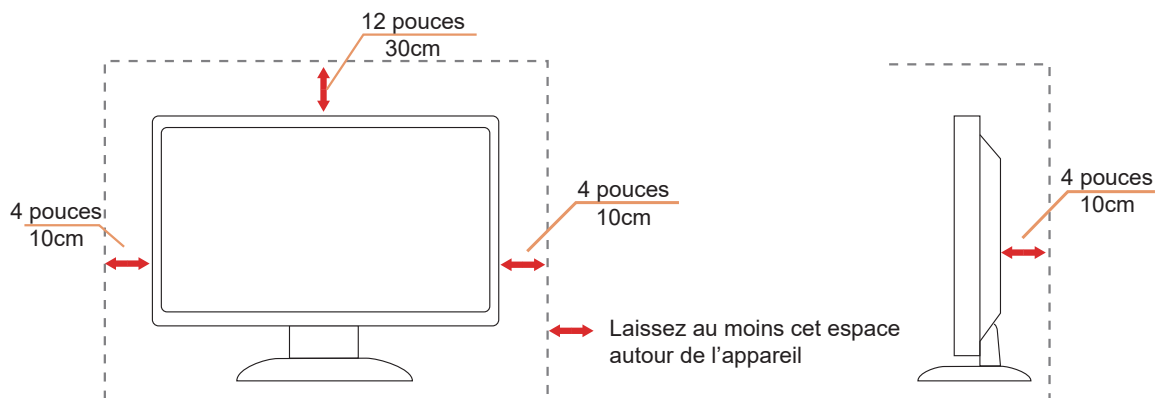 12 pouces
30cm
4 pouces
10cm
4 pouces
10cm
4 pouces
10cm
Laissez au moins cet espace
autour de l’appareil